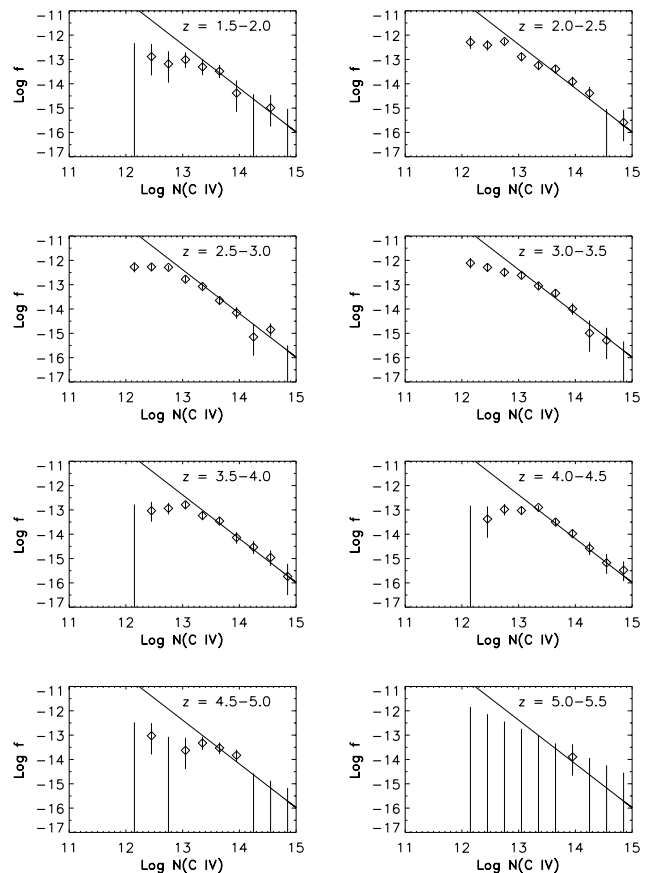 z = 1.5–2.0
z = 2.0–2.5
−11
−12
−13
−14
−15
−16
−17
Log f
11 12 13 14 15
Log N(C IV)
−11
−12
−13
−14
−15
−16
−17
Log f
11 12 13 14 15
Log N(C IV)
z = 2.5–3.0
z = 3.0–3.5
−11
−12
−13
−14
−15
−16
−17
Log f
11 12 13 14 15
Log N(C IV)
−11
−12
−13
−14
−15
−16
−17
Log f
11 12 13 14 15
Log N(C IV)
z = 3.5–4.0
z = 4.0–4.5
−11
−12
−13
−14
−15
−16
−17
Log f
11 12 13 14 15
Log N(C IV)
−11
−12
−13
−14
−15
−16
−17
Log f
11 12 13 14 15
Log N(C IV)
z = 4.5–5.0
z = 5.0–5.5
−11
−12
−13
−14
−15
−16
−17
Log f
11 12 13 14 15
Log N(C IV)
−11
−12
−13
−14
−15
−16
−17
Log f
11 12 13 14 15
Log N(C IV)